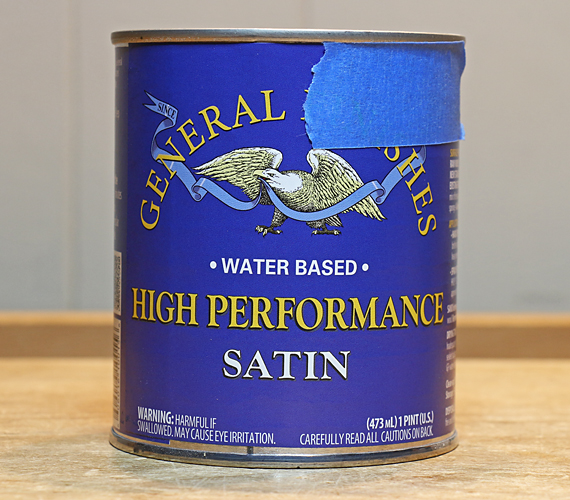 SINCE
GENERAL
• WATER BASED •
HIGH PERFORMANCE
SATIN
WARNING: HARMFUL IF
SWALLOWED. MAY CAUSE EYE IRRITATION.
(473 mL) 1 PINT (U.S.)
CAREFULLY READ ALL CAUTIONS ON BACK.